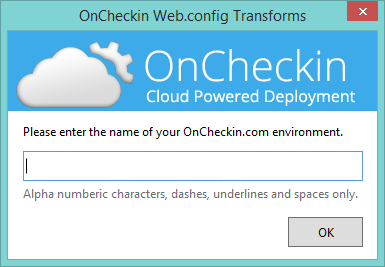 OnCheckin Web.config Transforms
OnCheckin
Cloud Powered Deployment
Please enter the name of your OnCheckin.com environment.
Alpha numberic characters, dashes, underlines and spaces only.
OK